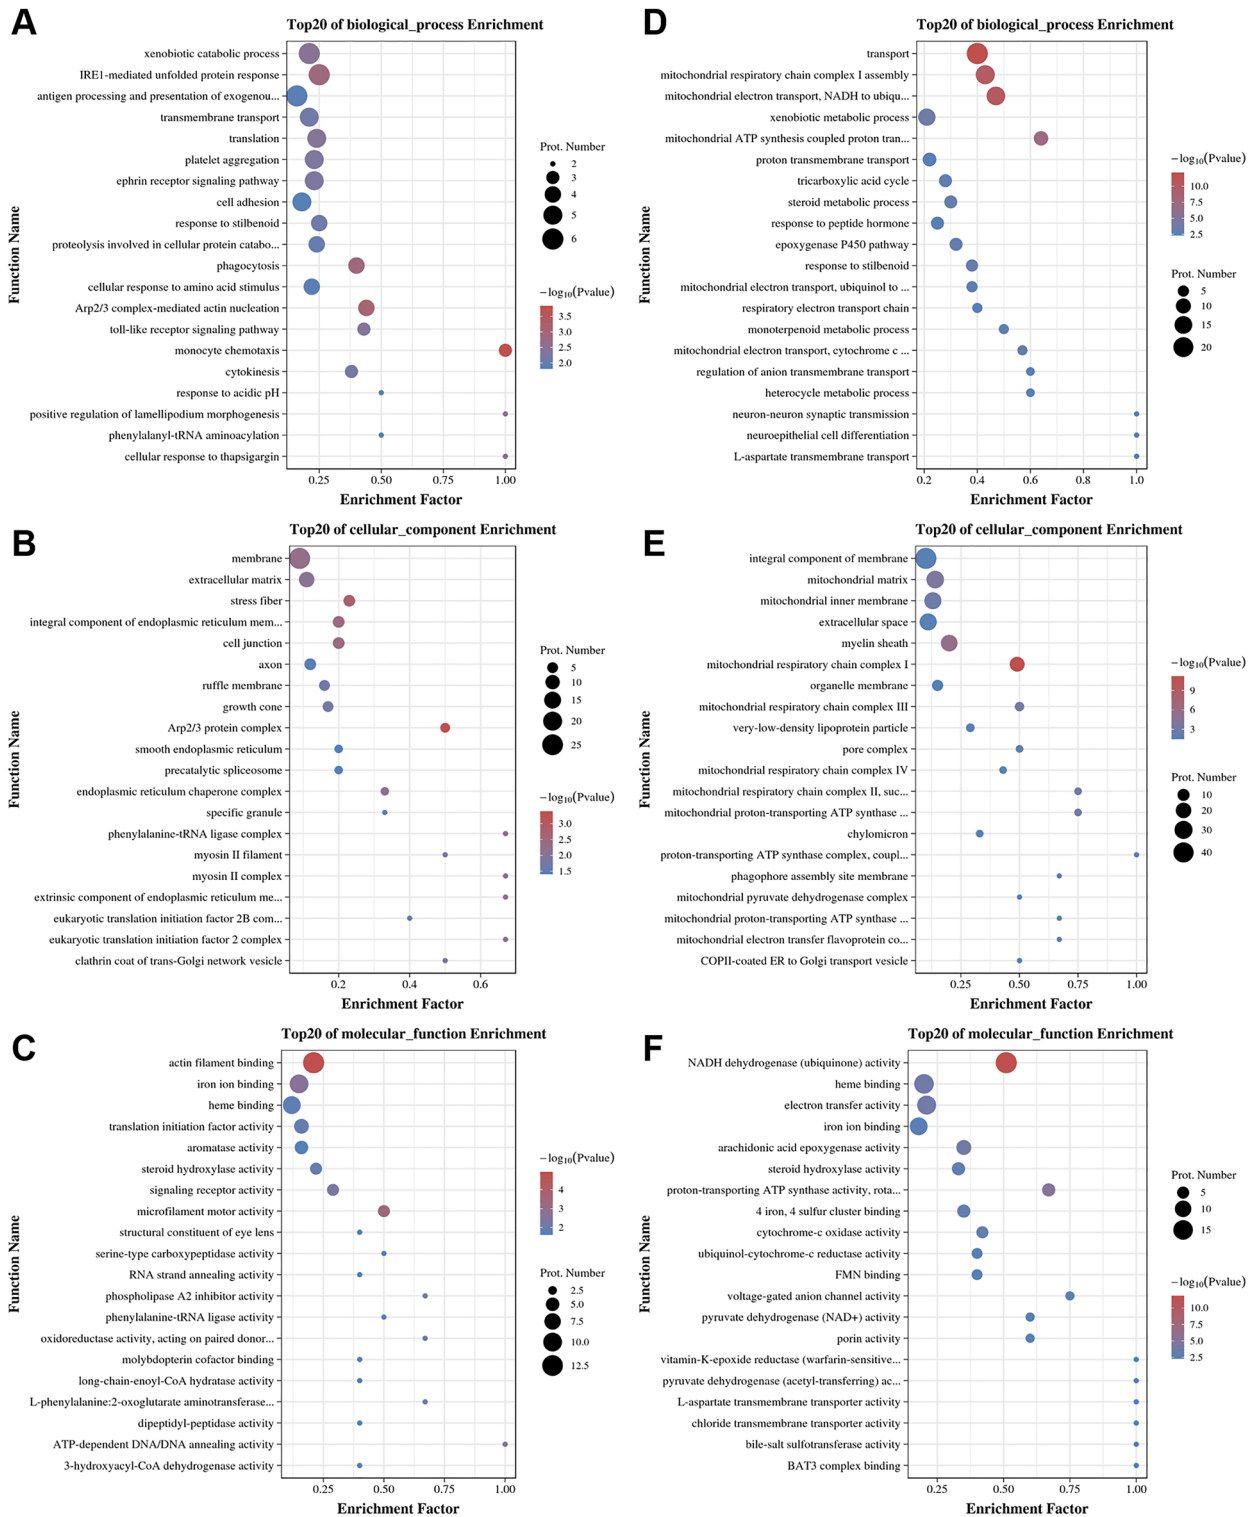 A
Top20 of biological_process Enrichment
Function Name
xenobiotic catabolic process
IRE1-mediated unfolded protein response
antigen processing and presentation of exogenou...
transmembrane transport
translation
platelet aggregation
ephrin receptor signaling pathway
cell adhesion
response to stilbenoid
proteolysis involved in cellular protein catabo...
phagocytosis
cellular response to amino acid stimulus
Arp2/3 complex-mediated actin nucleation
toll-like receptor signaling pathway
monocyte chemotaxis
cytokinesis
response to acidic pH
positive regulation of lamellipodium morphogenesis
phenylalanyl-tRNA aminoacylation
cellular response to thapsigargin
0.25 0.50 0.75 1.00
Enrichment Factor
Prot. Number
2
3
4
5
6
−log10(Pvalue)
3.5
3.0
2.5
2.0
D
Top20 of biological_process Enrichment
Function Name
transport
mitochondrial respiratory chain complex I assembly
mitochondrial electron transport, NADH to ubiqu...
xenobiotic metabolic process
mitochondrial ATP synthesis coupled proton tran...
proton transmembrane transport
tricarboxylic acid cycle
steroid metabolic process
response to peptide hormone
epoxygenase P450 pathway
response to stilbenoid
mitochondrial electron transport, ubiquinol to ...
respiratory electron transport chain
monoterpenoid metabolic process
mitochondrial electron transport, cytochrome c ...
regulation of anion transmembrane transport
heterocycle metabolic process
neuron-neuron synaptic transmission
neuroepithelial cell differentiation
L-aspartate transmembrane transport
0.2 0.4 0.6 0.8 1.0
Enrichment Factor
−log10(Pvalue)
10.0
7.5
5.0
2.5
Prot. Number
5
10
15
20
B
Top20 of cellular_component Enrichment
Function Name
membrane
extracellular matrix
stress fiber
integral component of endoplasmic reticulum mem...
cell junction
axon
ruffle membrane
growth cone
Arp2/3 protein complex
smooth endoplasmic reticulum
precatalytic spliceosome
endoplasmic reticulum chaperone complex
specific granule
phenylalanine-tRNA ligase complex
myosin II filament
myosin II complex
extrinsic component of endoplasmic reticulum me...
eukaryotic translation initiation factor 2B com...
eukaryotic translation initiation factor 2 complex
clathrin coat of trans-Golgi network vesicle
0.2 0.4 0.6
Enrichment Factor
Prot. Number
5
10
15
20
25
−log10(Pvalue)
3.0
2.5
2.0
1.5
E
Top20 of cellular_component Enrichment
Function Name
integral component of membrane
mitochondrial matrix
mitochondrial inner membrane
extracellular space
myelin sheath
mitochondrial respiratory chain complex I
organelle membrane
mitochondrial respiratory chain complex III
very-low-density lipoprotein particle
pore complex
mitochondrial respiratory chain complex IV
mitochondrial respiratory chain complex II, suc...
mitochondrial proton-transporting ATP synthase ...
chylomicron
proton-transporting ATP synthase complex, coupl...
phagophore assembly site membrane
mitochondrial pyruvate dehydrogenase complex
mitochondrial proton-transporting ATP synthase ...
mitochondrial electron transfer flavoprotein co...
COPII-coated ER to Golgi transport vesicle
0.25 0.50 0.75 1.00
Enrichment Factor
−log10(Pvalue)
9
6
3
Prot. Number
10
20
30
40
C
Top20 of molecular_function Enrichment
Function Name
actin filament binding
iron ion binding
heme binding
translation initiation factor activity
aromatase activity
steroid hydroxylase activity
signaling receptor activity
microfilament motor activity
structural constituent of eye lens
serine-type carboxypeptidase activity
RNA strand annealing activity
phospholipase A2 inhibitor activity
phenylalanine-tRNA ligase activity
oxidoreductase activity, acting on paired donor...
molybdopterin cofactor binding
long-chain-enoyl-CoA hydratase activity
L-phenylalanine:2-oxoglutarate aminotransferase...
dipeptidyl-peptidase activity
ATP-dependent DNA/DNA annealing activity
3-hydroxyacyl-CoA dehydrogenase activity
0.25 0.50 0.75 1.00
Enrichment Factor
−log10(Pvalue)
4
3
2
Prot. Number
2.5
5.0
7.5
10.0
12.5
F
Top20 of molecular_function Enrichment
Function Name
NADH dehydrogenase (ubiquinone) activity
heme binding
electron transfer activity
iron ion binding
arachidonic acid epoxygenase activity
steroid hydroxylase activity
proton-transporting ATP synthase activity, rota...
4 iron, 4 sulfur cluster binding
cytochrome-c oxidase activity
ubiquinol-cytochrome-c reductase activity
FMN binding
voltage-gated anion channel activity
pyruvate dehydrogenase (NAD+) activity
porin activity
vitamin-K-epoxide reductase (warfarin-sensitive...
pyruvate dehydrogenase (acetyl-transferring) ac...
L-aspartate transmembrane transporter activity
chloride transmembrane transporter activity
bile-salt sulfotransferase activity
BAT3 complex binding
0.25 0.50 0.75 1.00
Enrichment Factor
Prot. Number
5
10
15
−log10(Pvalue)
10.0
7.5
5.0
2.5